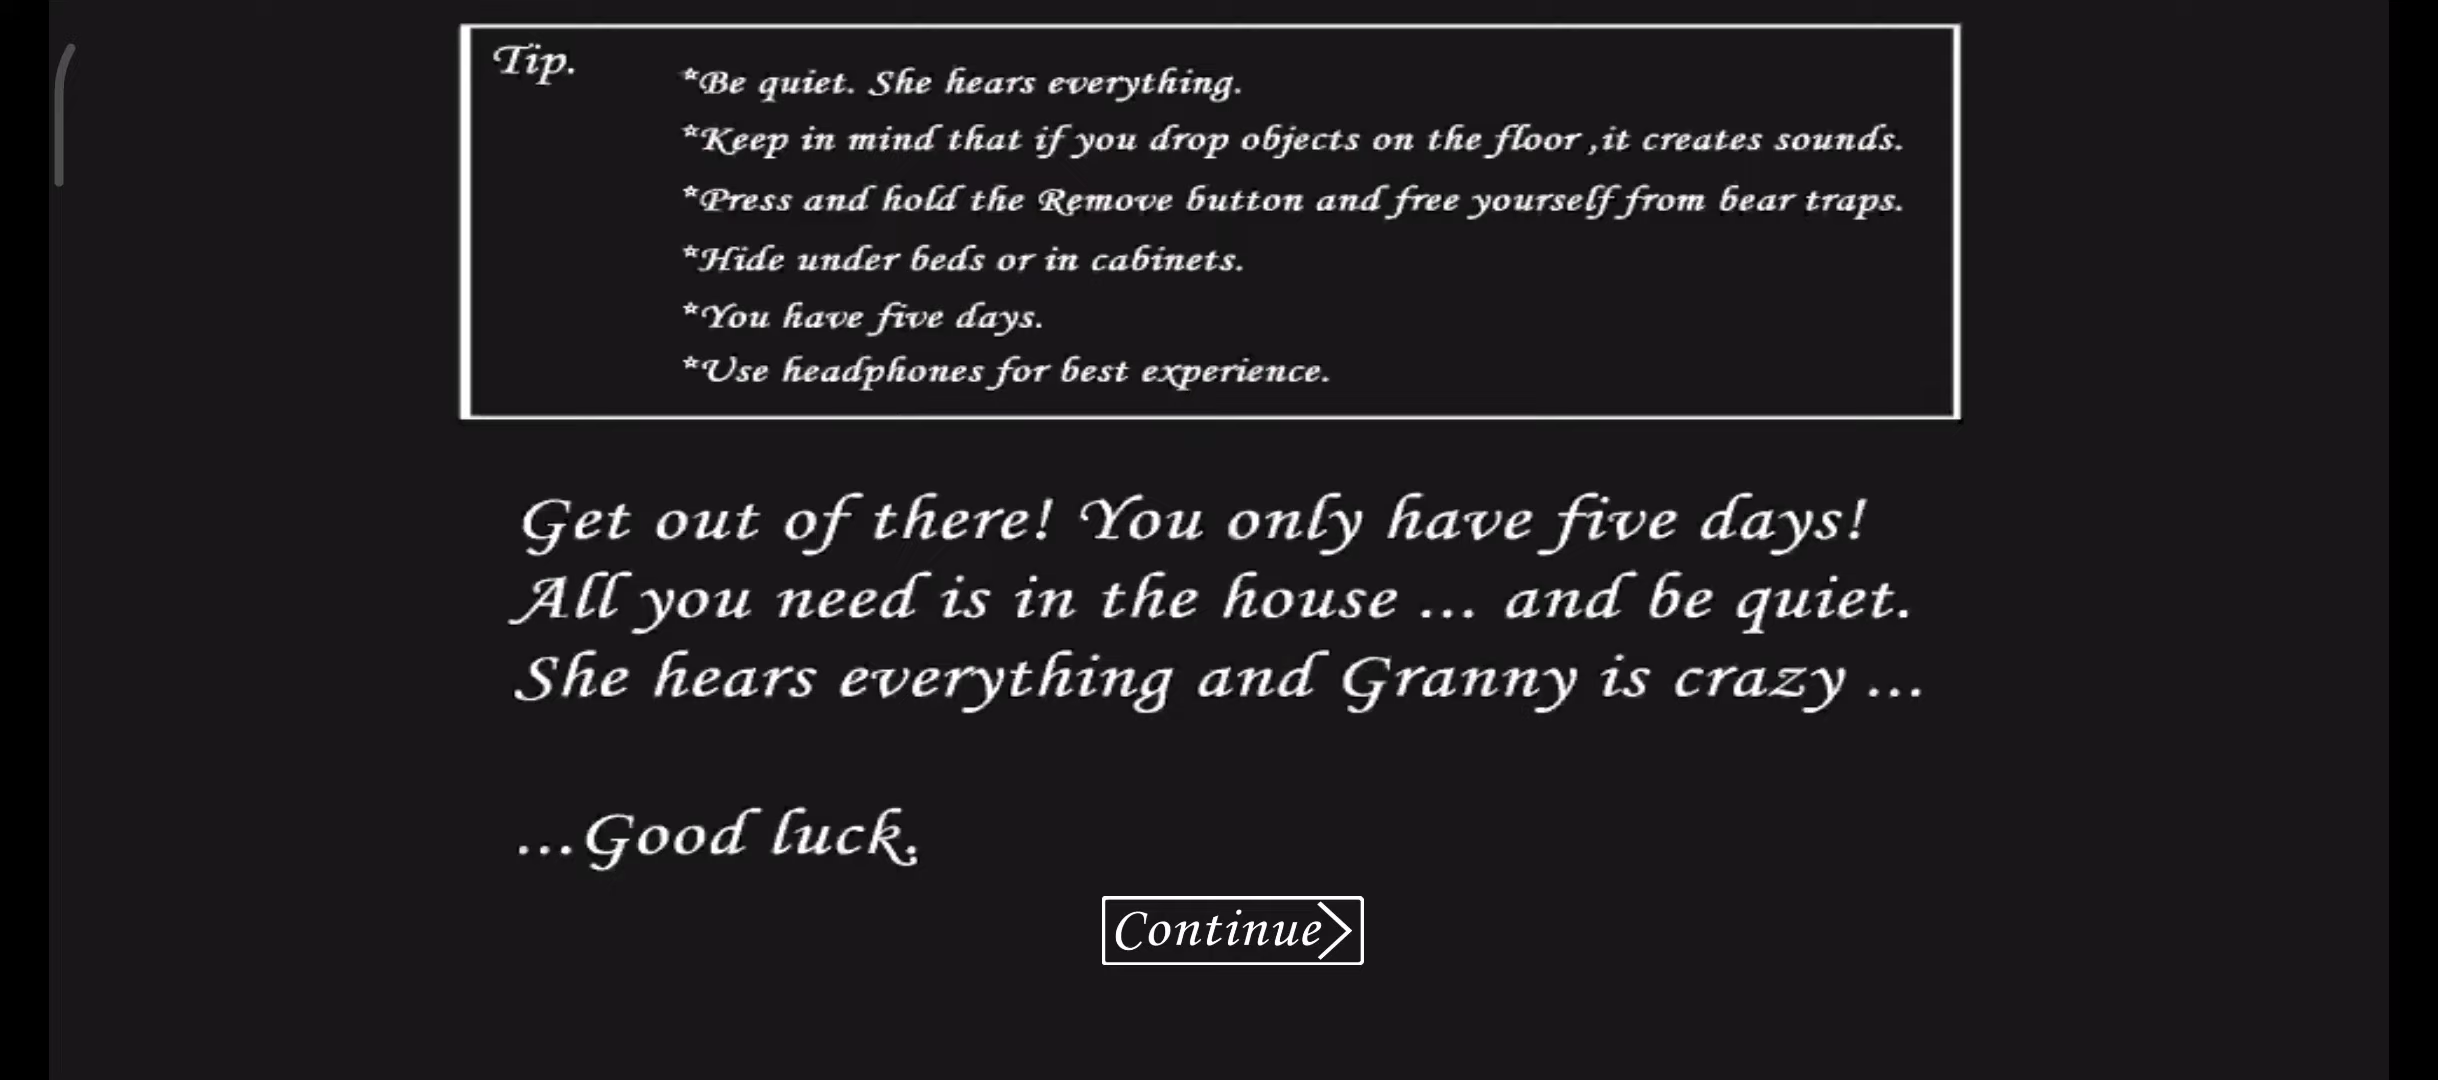 Tip.
*Be quiet. She hears everything.
*Keep in mind that if you drop objects on the floor ,it creates sounds.
*Press and hold the Remove button and free yourself from bear traps.
*Hide under beds or in cabinets.
*You have five days.
*Use headphones for best experience.
Get out of there! You only have five days!
All you need is in the house ... and be quiet.
She hears everything and Granny is crazy ...
...Good luck.
Continue>